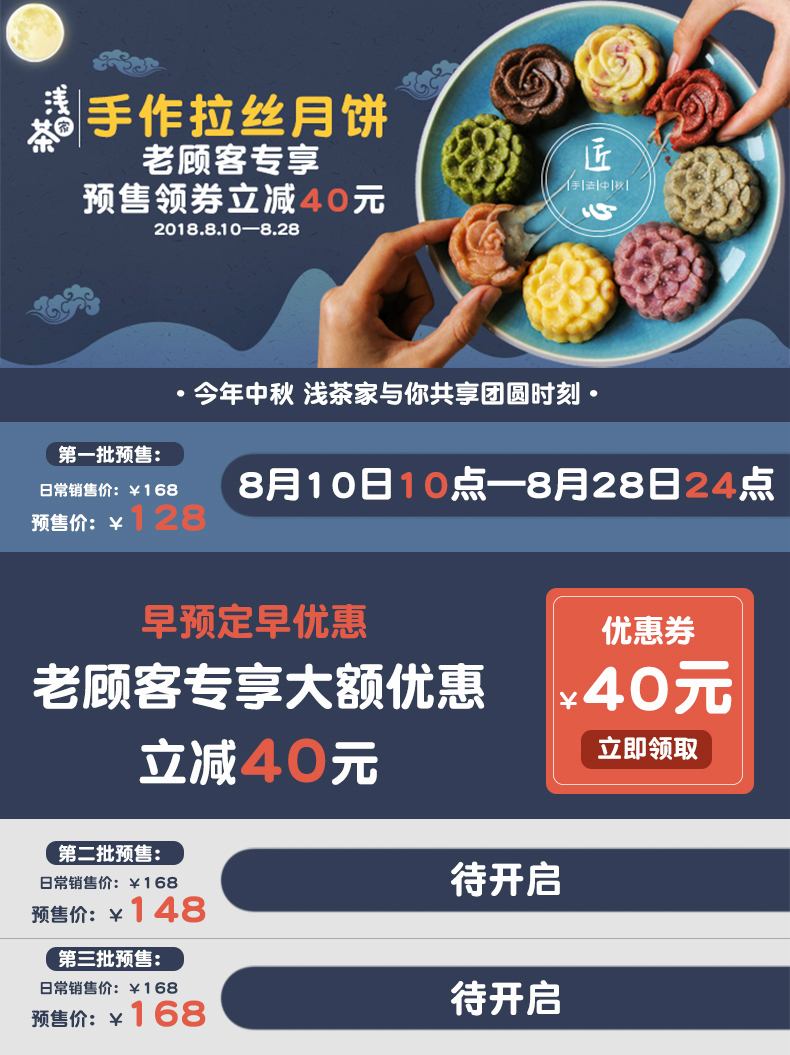 浅茶家
手作拉丝月饼
老顾客专享
预售领券立减40元
2018.8.10—8.28
匠心
手造中秋
·今年中秋 浅茶家与你共享团圆时刻·
第一批预售：
日常销售价：￥168
预售价：￥128
8月10日10点—8月28日24点
早预定早优惠
老顾客专享大额优惠
立减40元
优惠券
￥40元
立即领取
第二批预售：
日常销售价：￥168
预售价：￥148
待开启
第三批预售：
日常销售价：￥168
预售价：￥168
待开启